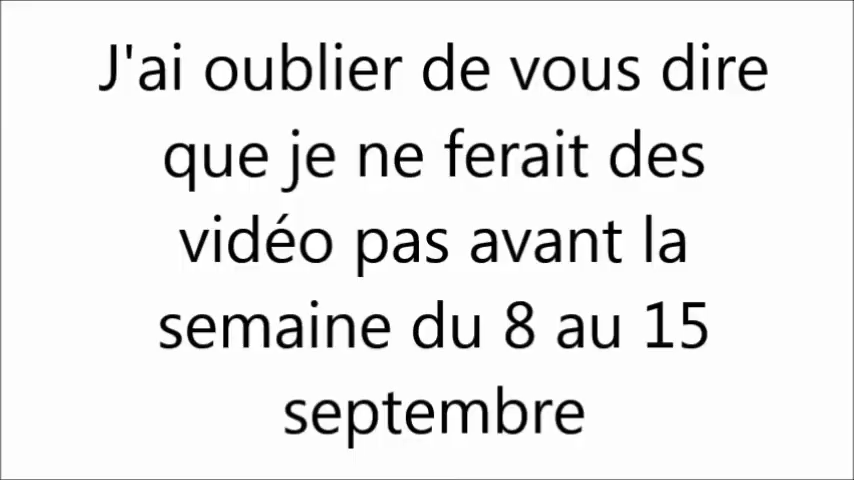 J'ai oublier de vous dire
que je ne ferait des
vidéo pas avant la
semaine du 8 au 15
septembre